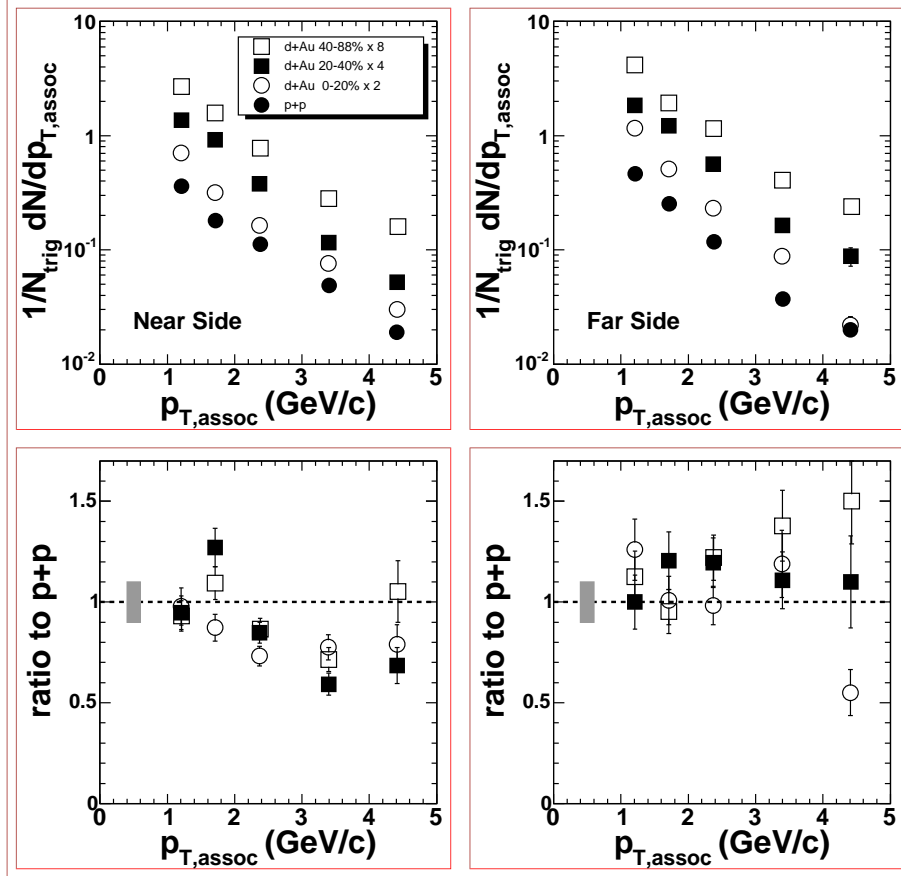 1/N_trig dN/dp_T,assoc
10
1
10^-1
10^-2
d+Au 40-88% x 8
d+Au 20-40% x 4
d+Au 0-20% x 2
p+p
Near Side
0 1 2 3 4 5
p_T,assoc (GeV/c)
1/N_trig dN/dp_T,assoc
10
1
10^-1
10^-2
Far Side
0 1 2 3 4 5
p_T,assoc (GeV/c)
ratio to p+p
1.5
1
0.5
0
0 1 2 3 4 5
p_T,assoc (GeV/c)
ratio to p+p
1.5
1
0.5
0
0 1 2 3 4 5
p_T,assoc (GeV/c)